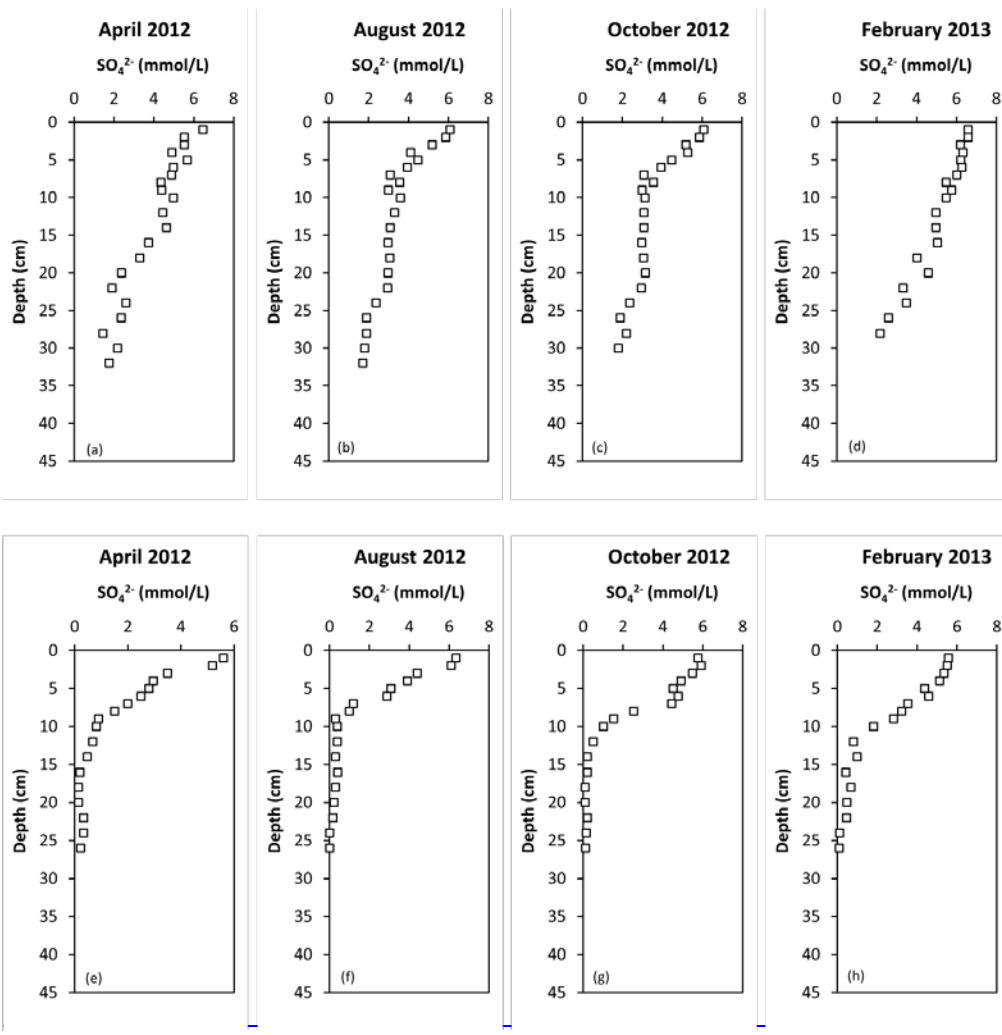 April 2012
SO₄²⁻ (mmol/L)
0 2 4 6 8
0
5
10
15
20
25
30
35
40
45
Depth (cm)
(a)
August 2012
SO₄²⁻ (mmol/L)
0 2 4 6 8
0
5
10
15
20
25
30
35
40
45
Depth (cm)
(b)
October 2012
SO₄²⁻ (mmol/L)
0 2 4 6 8
0
5
10
15
20
25
30
35
40
45
Depth (cm)
(c)
February 2013
SO₄²⁻ (mmol/L)
0 2 4 6 8
0
5
10
15
20
25
30
35
40
45
Depth (cm)
(d)
April 2012
SO₄²⁻ (mmol/L)
0 2 4 6
0
5
10
15
20
25
30
35
40
45
Depth (cm)
(e)
August 2012
SO₄²⁻ (mmol/L)
0 2 4 6 8
0
5
10
15
20
25
30
35
40
45
Depth (cm)
(f)
October 2012
SO₄²⁻ (mmol/L)
0 2 4 6 8
0
5
10
15
20
25
30
35
40
45
Depth (cm)
(g)
February 2013
SO₄²⁻ (mmol/L)
0 2 4 6 8
0
5
10
15
20
25
30
35
40
45
Depth (cm)
(h)